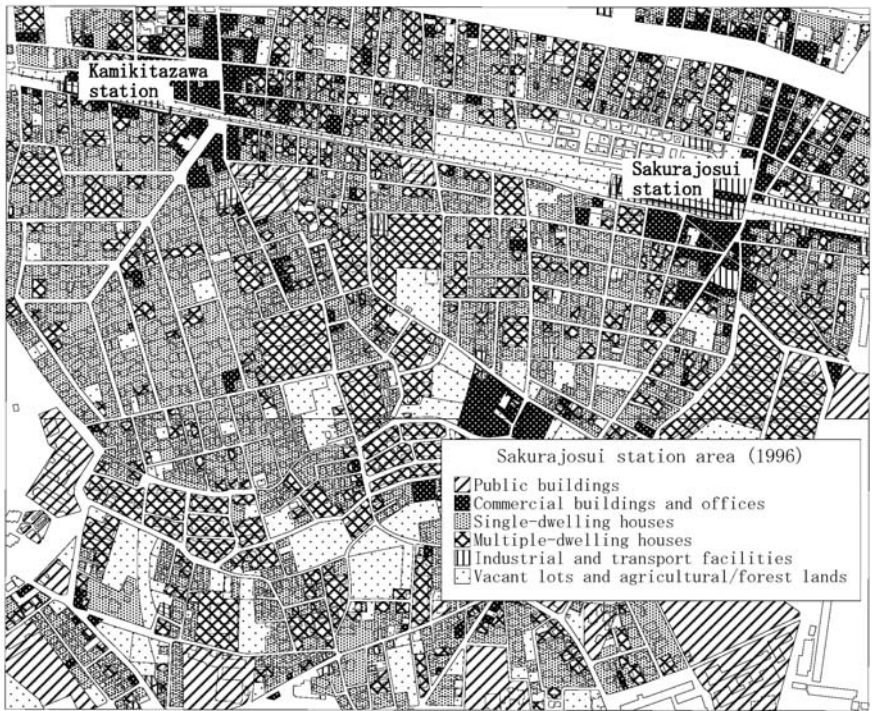 Kamikitazawa
station
Sakurajosui
station
Sakurajosui station area (1996)
Public buildings
Commercial buildings and offices
Single-dwelling houses
Multiple-dwelling houses
Industrial and transport facilities
Vacant lots and agricultural/forest lands